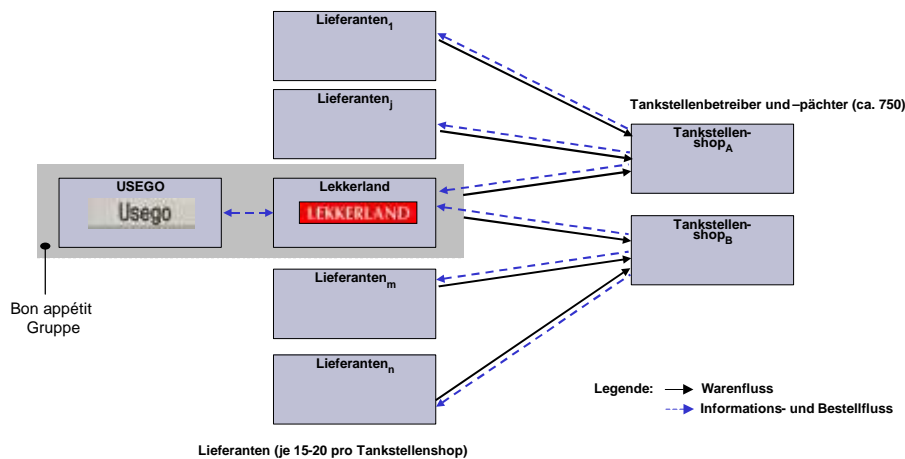 Lieferanten1
Lieferantenj
Tankstellenbetreiber und –pächter (ca. 750)
Tankstellen-
shopA
USEGO
Usego
Lekkerland
LEKKERLAND
Tankstellen-
shopB
Lieferantenm
Bon appétit
Gruppe
Lieferantenn
Legende:
Warenfluss
Informations- und Bestellfluss
Lieferanten (je 15-20 pro Tankstellenshop)